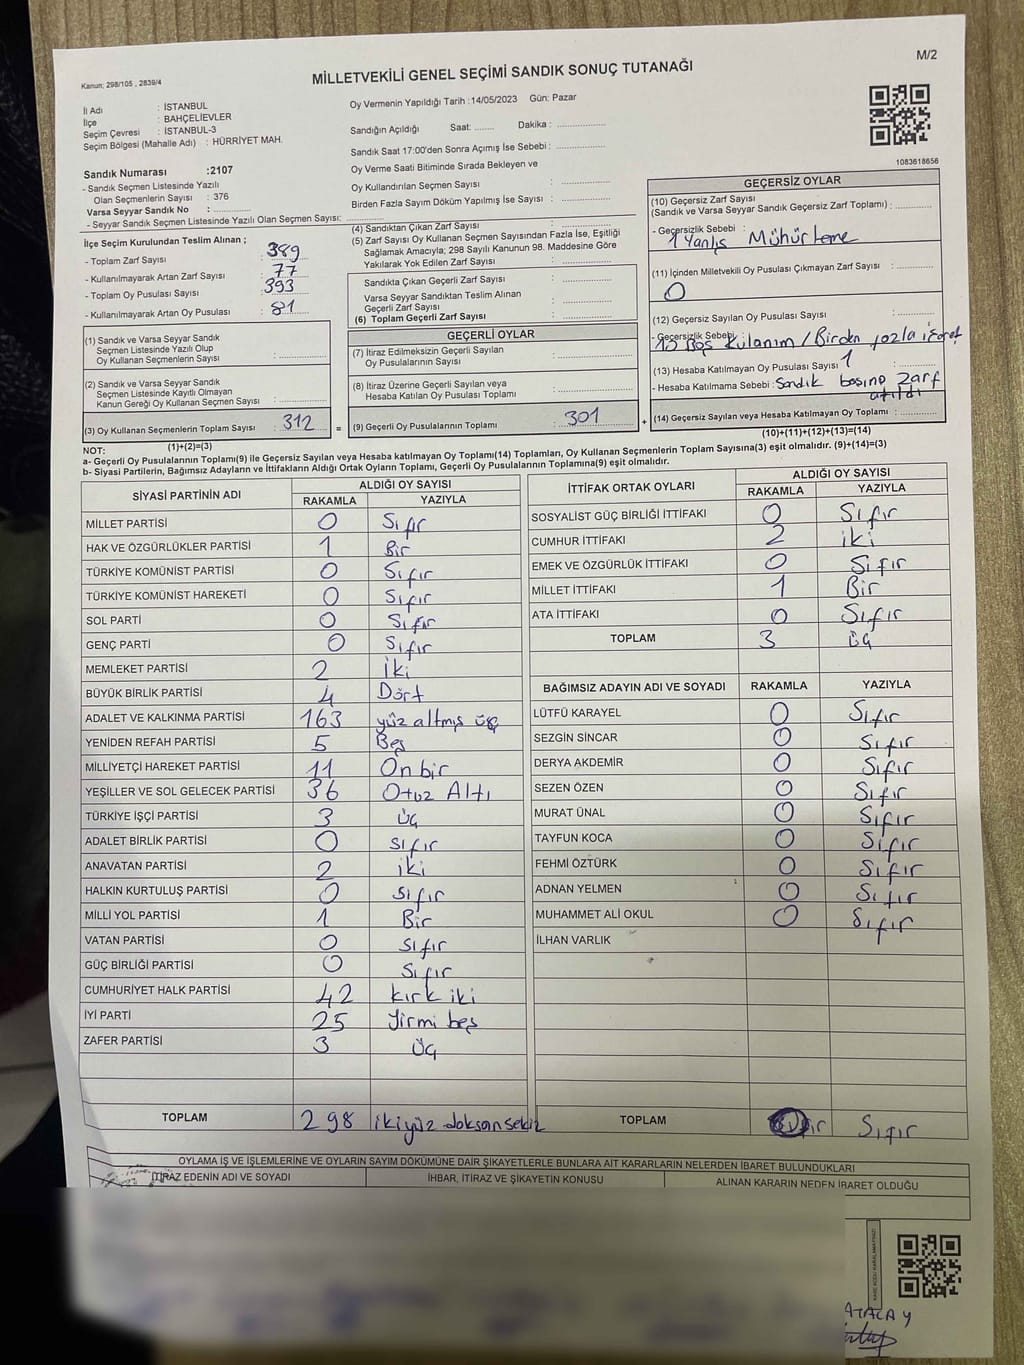 M/2
Kanun: 298/105 , 2839/4
MİLLETVEKİLİ GENEL SEÇİMİ SANDIK SONUÇ TUTANAĞI
İl Adı : İSTANBUL
İlçe : BAHÇELİEVLER
Seçim Çevresi : İSTANBUL-3
Seçim Bölgesi (Mahalle Adı) : HÜRRİYET MAH.
Sandık Numarası :2107
- Sandık Seçmen Listesinde Yazılı
Olan Seçmenlerin Sayısı : 376
Varsa Seyyar Sandık No :
- Seyyar Sandık Seçmen Listesinde Yazılı Olan Seçmen Sayısı:
Oy Vermenin Yapıldığı Tarih :14/05/2023 Gün: Pazar
Sandığın Açıldığı Saat: ........ Dakika :
Sandık Saat 17:00'den Sonra Açımış İse Sebebi :
Oy Verme Saati Bitiminde Sırada Bekleyen ve
Oy Kullandırılan Seçmen Sayısı :
Birden Fazla Sayım Döküm Yapılmış İse Sayısı :
1083618656
İlçe Seçim Kurulundan Teslim Alınan ;
- Toplam Zarf Sayısı : 389
- Kullanılmayarak Artan Zarf Sayısı : 77
- Toplam Oy Pusulası Sayısı : 393
- Kullanılmayarak Artan Oy Pusulası : 81
(4) Sandıktan Çıkan Zarf Sayısı :
(5) Zarf Sayısı Oy Kullanan Seçmen Sayısından Fazla İse, Eşitliği
Sağlamak Amacıyla; 298 Sayılı Kanunun 98. Maddesine Göre
Yakılarak Yok Edilen Zarf Sayısı :
Sandıkta Çıkan Geçerli Zarf Sayısı :
Varsa Seyyar Sandıktan Teslim Alınan
Geçerli Zarf Sayısı :
(6) Toplam Geçerli Zarf Sayısı :
GEÇERSİZ OYLAR
(10) Geçersiz Zarf Sayısı
(Sandık ve Varsa Seyyar Sandık Geçersiz Zarf Toplamı) :
- Geçersizlik Sebebi :
1 Yanlış Mühürleme
(11) İçinden Milletvekili Oy Pusulası Çıkmayan Zarf Sayısı :
0
(12) Geçersiz Sayılan Oy Pusulası Sayısı :
- Geçersizlik Sebebi:
Boş Kulanım / Birden fazla işaret
(13) Hesaba Katılmayan Oy Pusulası Sayısı 1
- Hesaba Katılmama Sebebi : Sandık başına zarf
atıldı
(14) Geçersiz Sayılan veya Hesaba Katılmayan Oy Toplamı :
(10)+(11)+(12)+(13)=(14)
(1) Sandık ve Varsa Seyyar Sandık
Seçmen Listesinde Yazılı Olup
Oy Kullanan Seçmenlerin Sayısı :
(2) Sandık ve Varsa Seyyar Sandık
Seçmen Listesinde Kayıtlı Olmayan
Kanun Gereği Oy Kullanan Seçmen Sayısı :
(3) Oy Kullanan Seçmenlerin Toplam Sayısı : 312 =
(1)+(2)=(3)
GEÇERLİ OYLAR
(7) İtiraz Edilmeksizin Geçerli Sayılan
Oy Pusulalarının Sayısı :
(8) İtiraz Üzerine Geçerli Sayılan veya
Hesaba Katılan Oy Pusulası Toplamı :
(9) Geçerli Oy Pusulalarının Toplamı : 301 +
NOT:
a- Geçerli Oy Pusulalarının Toplamı(9) ile Geçersiz Sayılan veya Hesaba katılmayan Oy Toplamı(14) Toplamları, Oy Kullanan Seçmenlerin Toplam Sayısına(3) eşit olmalıdır. (9)+(14)=(3)
b- Siyasi Partilerin, Bağımsız Adayların ve İttifakların Aldığı Ortak Oyların Toplamı, Geçerli Oy Pusulalarının Toplamına(9) eşit olmalıdır.
SİYASİ PARTİNİN ADI ALDIĞI OY SAYISI
RAKAMLA YAZIYLA
MİLLET PARTİSİ 0 Sıfır
HAK VE ÖZGÜRLÜKLER PARTİSİ 1 Bir
TÜRKİYE KOMÜNİST PARTİSİ 0 Sıfır
TÜRKİYE KOMÜNİST HAREKETİ 0 Sıfır
SOL PARTİ 0 Sıfır
GENÇ PARTİ 0 Sıfır
MEMLEKET PARTİSİ 2 İki
BÜYÜK BİRLİK PARTİSİ 4 Dört
ADALET VE KALKINMA PARTİSİ 163 yüz altmış üç
YENİDEN REFAH PARTİSİ 5 Beş
MİLLİYETÇİ HAREKET PARTİSİ 11 On bir
YEŞİLLER VE SOL GELECEK PARTİSİ 36 Otuz Altı
TÜRKİYE İŞÇİ PARTİSİ 3 üç
ADALET BİRLİK PARTİSİ 0 sıfır
ANAVATAN PARTİSİ 2 iki
HALKIN KURTULUŞ PARTİSİ 0 sıfır
MİLLİ YOL PARTİSİ 1 Bir
VATAN PARTİSİ 0 sıfır
GÜÇ BİRLİĞİ PARTİSİ 0 sıfır
CUMHURİYET HALK PARTİSİ 42 kırk iki
İYİ PARTİ 25 Yirmi beş
ZAFER PARTİSİ 3 üç
TOPLAM 298 ikiyüz doksan sekiz
İTTİFAK ORTAK OYLARI ALDIĞI OY SAYISI
RAKAMLA YAZIYLA
SOSYALİST GÜÇ BİRLİĞİ İTTİFAKI 0 Sıfır
CUMHUR İTTİFAKI 2 iki
EMEK VE ÖZGÜRLÜK İTTİFAKI 0 Sıfır
MİLLET İTTİFAKI 1 Bir
ATA İTTİFAKI 0 Sıfır
TOPLAM 3 üç
BAĞIMSIZ ADAYIN ADI VE SOYADI RAKAMLA YAZIYLA
LÜTFÜ KARAYEL 0 Sıfır
SEZGİN SİNCAR 0 Sıfır
DERYA AKDEMİR 0 Sıfır
SEZEN ÖZEN 0 Sıfır
MURAT ÜNAL 0 Sıfır
TAYFUN KOCA 0 Sıfır
FEHMİ ÖZTÜRK 0 Sıfır
ADNAN YELMEN 0 Sıfır
MUHAMMET ALİ OKUL 0 Sıfır
İLHAN VARLIK
TOPLAM Sıfır
OYLAMA İŞ VE İŞLEMLERİNE VE OYLARIN SAYIM DÖKÜMÜNE DAİR ŞİKAYETLERLE BUNLARA AİT KARARLARIN NELERDEN İBARET BULUNDUKLARI
İTİRAZ EDENİN ADI VE SOYADI İHBAR, İTİRAZ VE ŞİKAYETİN KONUSU ALINAN KARARIN NEDEN İBARET OLDUĞU
KARE KODU KARALAMAYINIZ!
ATACAY